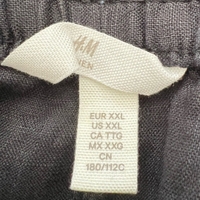 H&M
EUR XXL
US XXL
CA TTG
MX XXG
CN
180/112C